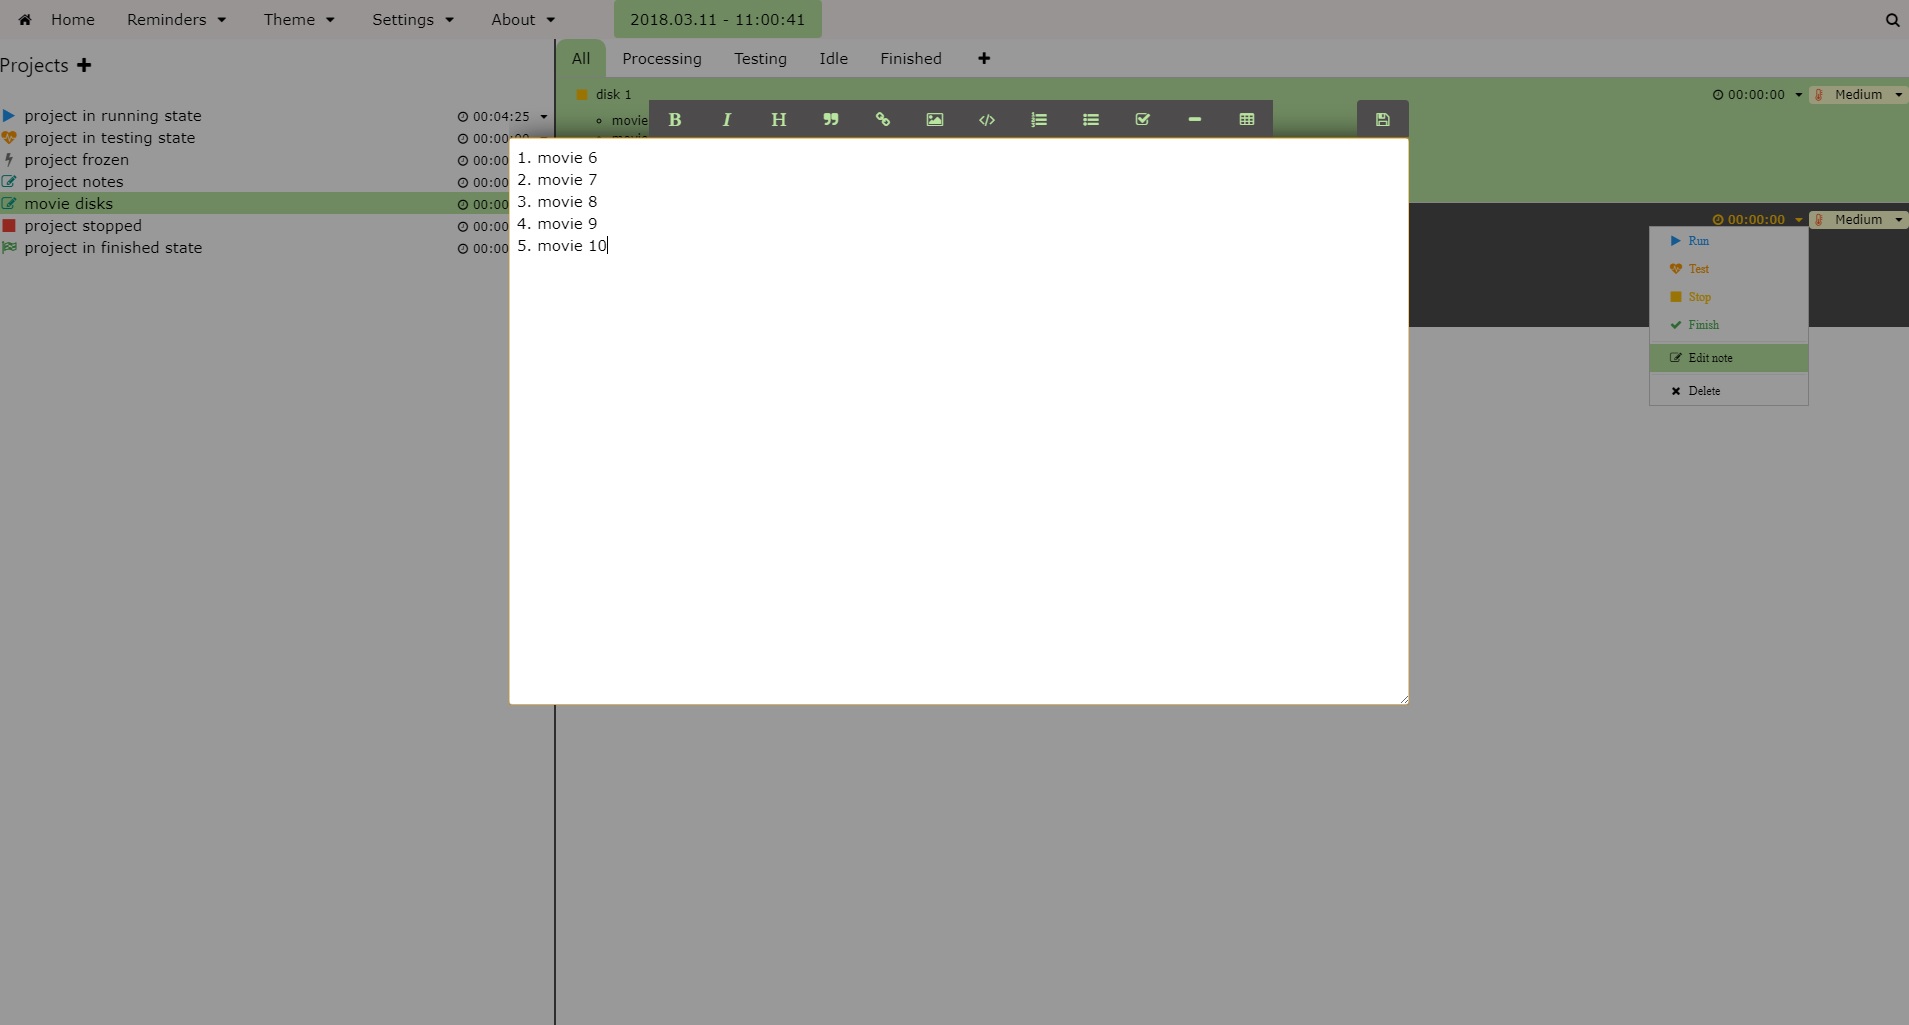 Home Reminders Theme Settings About 2018.03.11 - 11:00:41
Projects
All Processing Testing Idle Finished
disk 1 00:00:00 Medium
project in running state 00:04:25
movie
project in testing state
project frozen 00:00
project notes 00:00
movie disks 00:00
project stopped 00:00
project in finished state 00:00
B I H
1. movie 6
2. movie 7
3. movie 8
4. movie 9
5. movie 10
00:00:00 Medium
Run
Test
Stop
Finish
Edit note
Delete